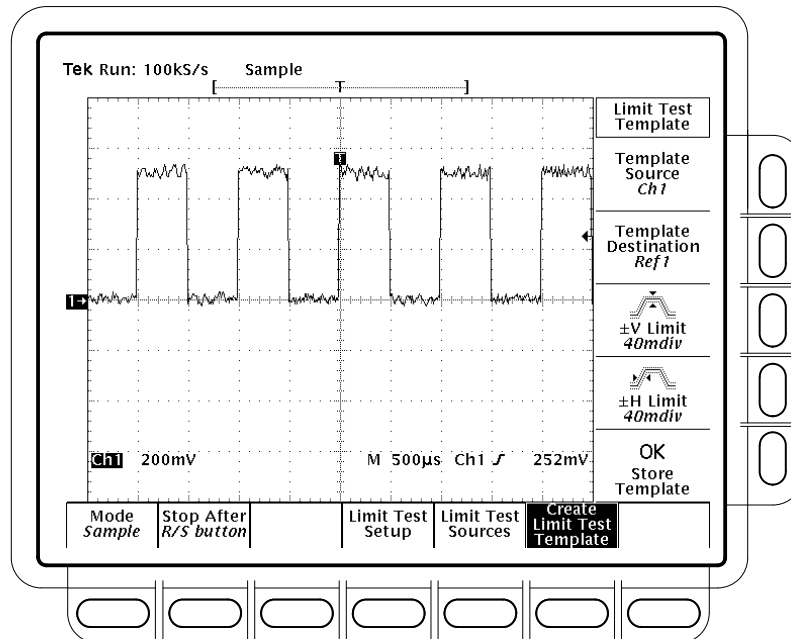 Tek Run: 100kS/s Sample
[ T ]
Limit Test
Template
Template
Source
Ch1
Template
Destination
Ref1
±V Limit
40mdiv
±H Limit
40mdiv
OK
Store
Template
T
1→
Ch1 200mV M 500µs Ch1 252mV
Mode
Sample
Stop After
R/S button
Limit Test
Setup
Limit Test
Sources
Create
Limit Test
Template